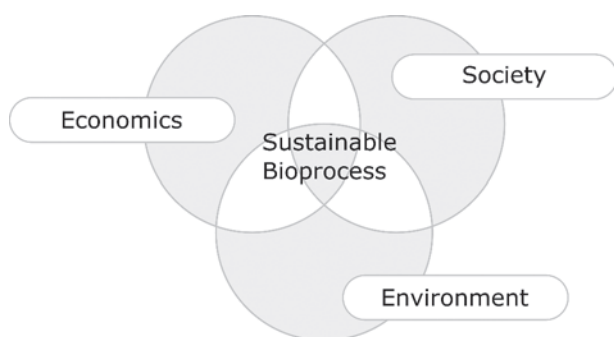 Society
Economics
Sustainable
Bioprocess
Environment